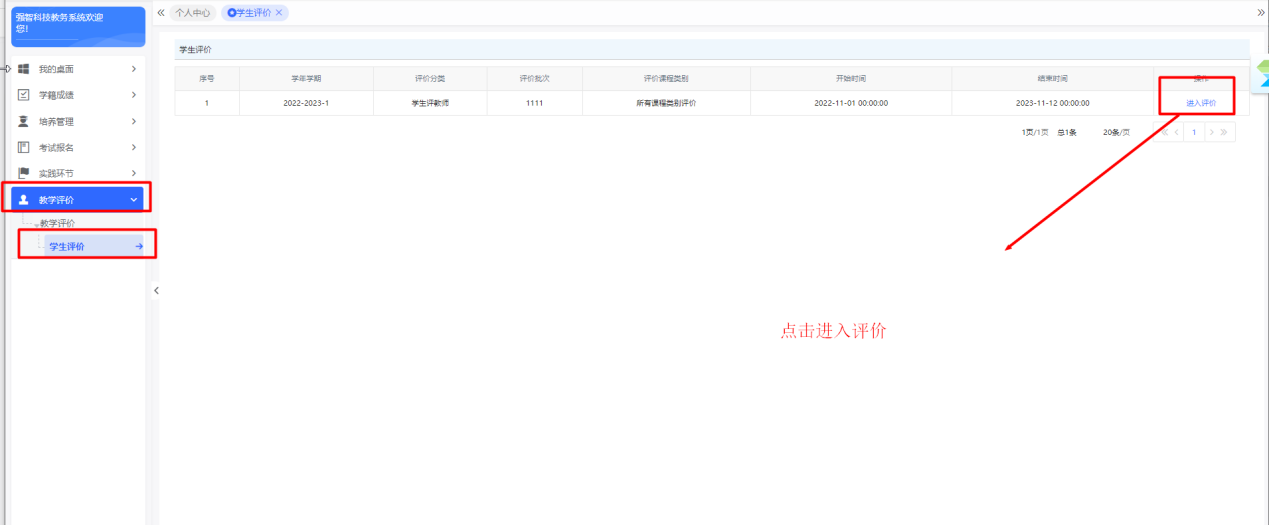 强智科技教务系统欢迎
您!
个人中心
学生评价
我的桌面
学籍成绩
培养管理
考试报名
实践环节
教学评价
教学评价
学生评价
学生评价
序号 学年学期 评价分类 评价批次 评价课程类别 开始时间 结束时间 操作
1 2022-2023-1 学生评教师 1111 所有课程类别评价 2022-11-01 00:00:00 2023-11-12 00:00:00 进入评价
1页/1页 总1条 20条/页 1
点击进入评价